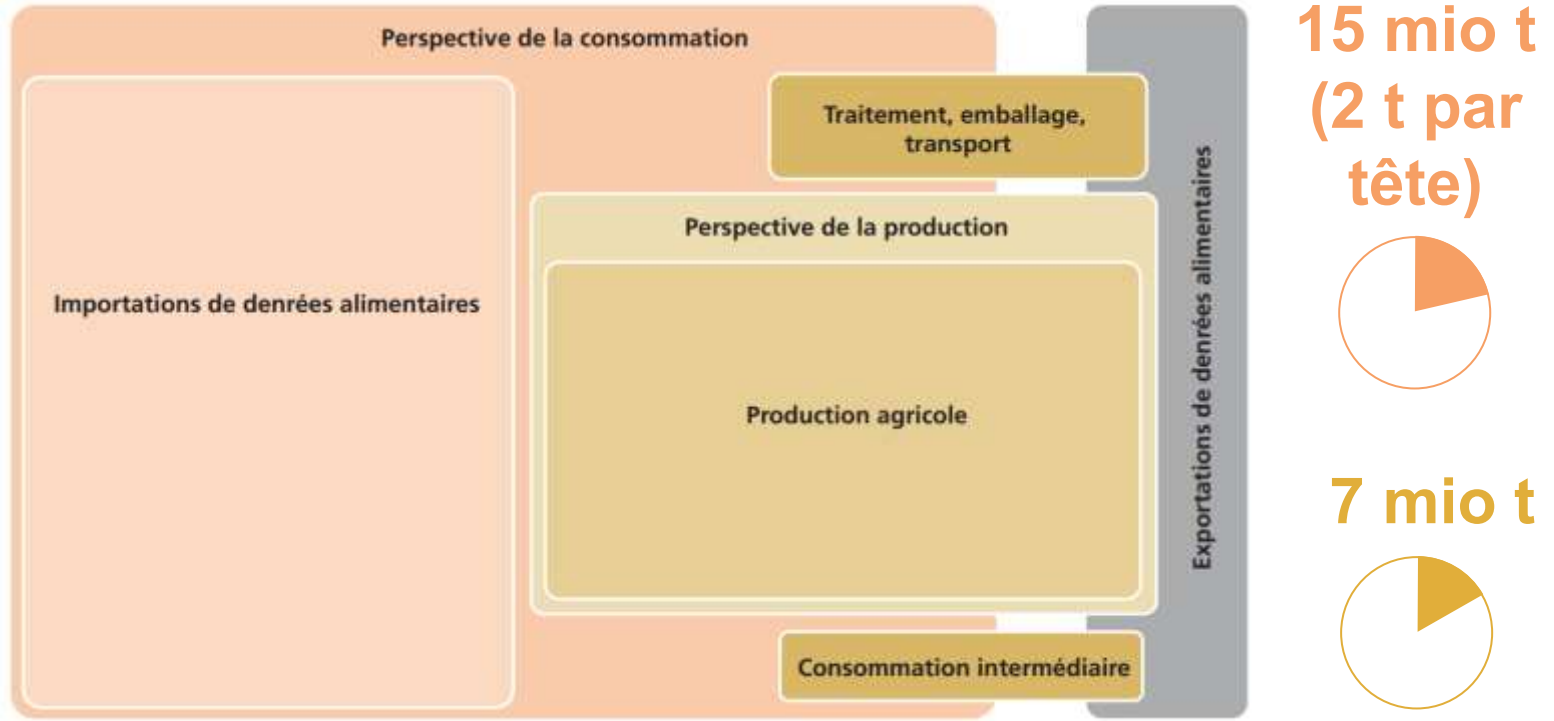 Perspective de la consommation
Traitement, emballage,
transport
Perspective de la production
Importations de denrées alimentaires
Production agricole
Consommation intermédiaire
Exportations de denrées alimentaires
15 mio t
(2 t par
tête)
7 mio t